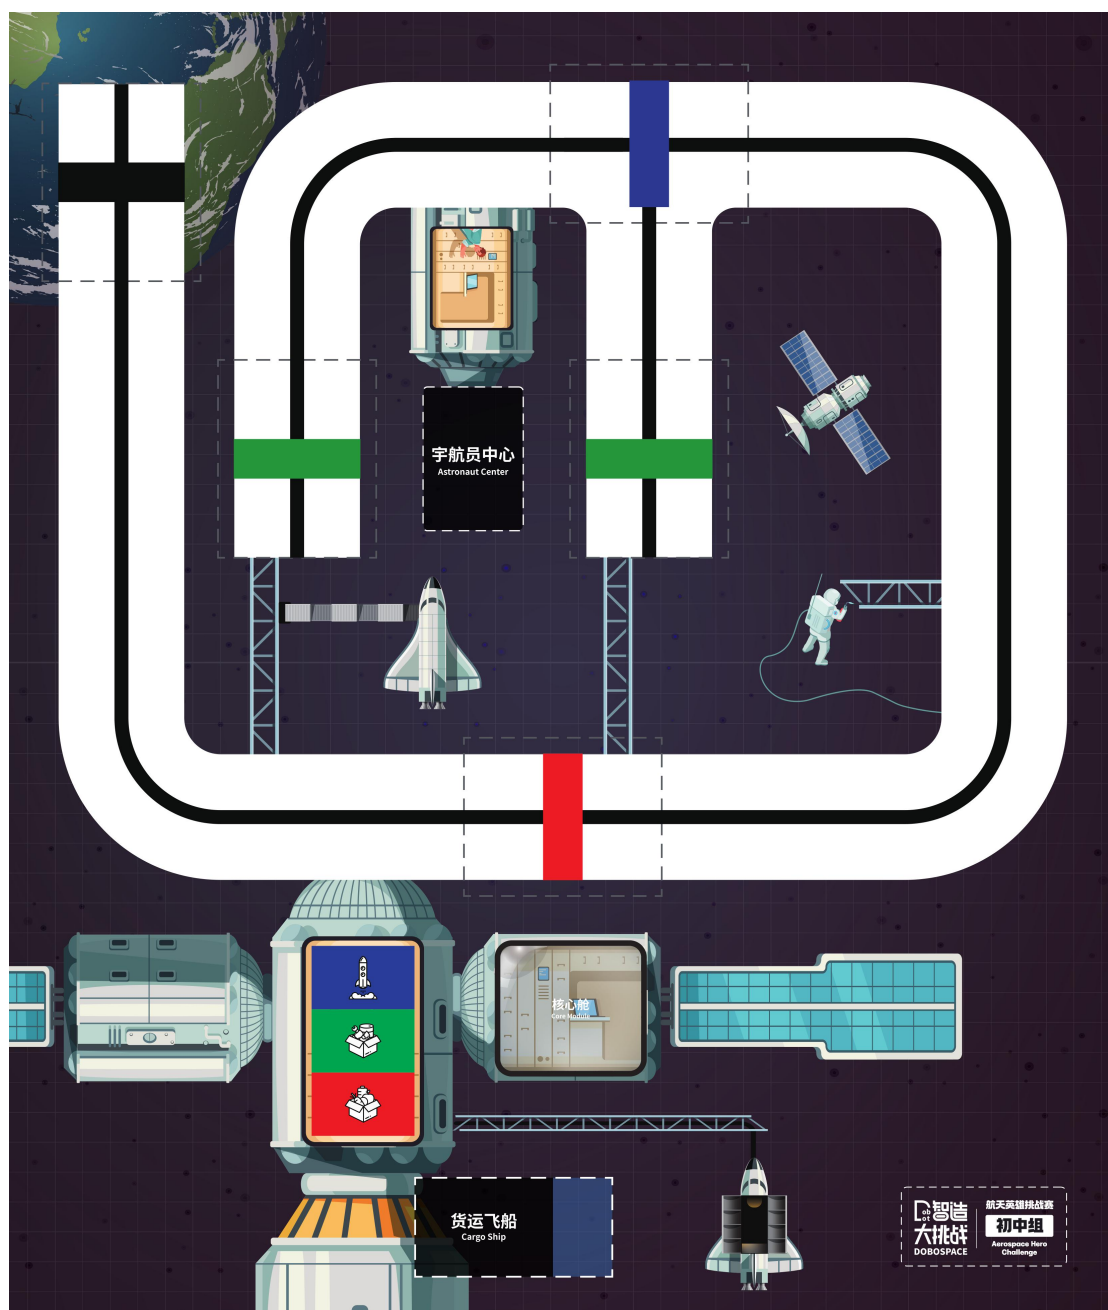 宇航员中心
Astronaut Center
核心舱
Core Module
货运飞船
Cargo Ship
Dobot
智造
大挑战
DOBOSPACE
航天英雄挑战赛
初中组
Aerospace Hero
Challenge